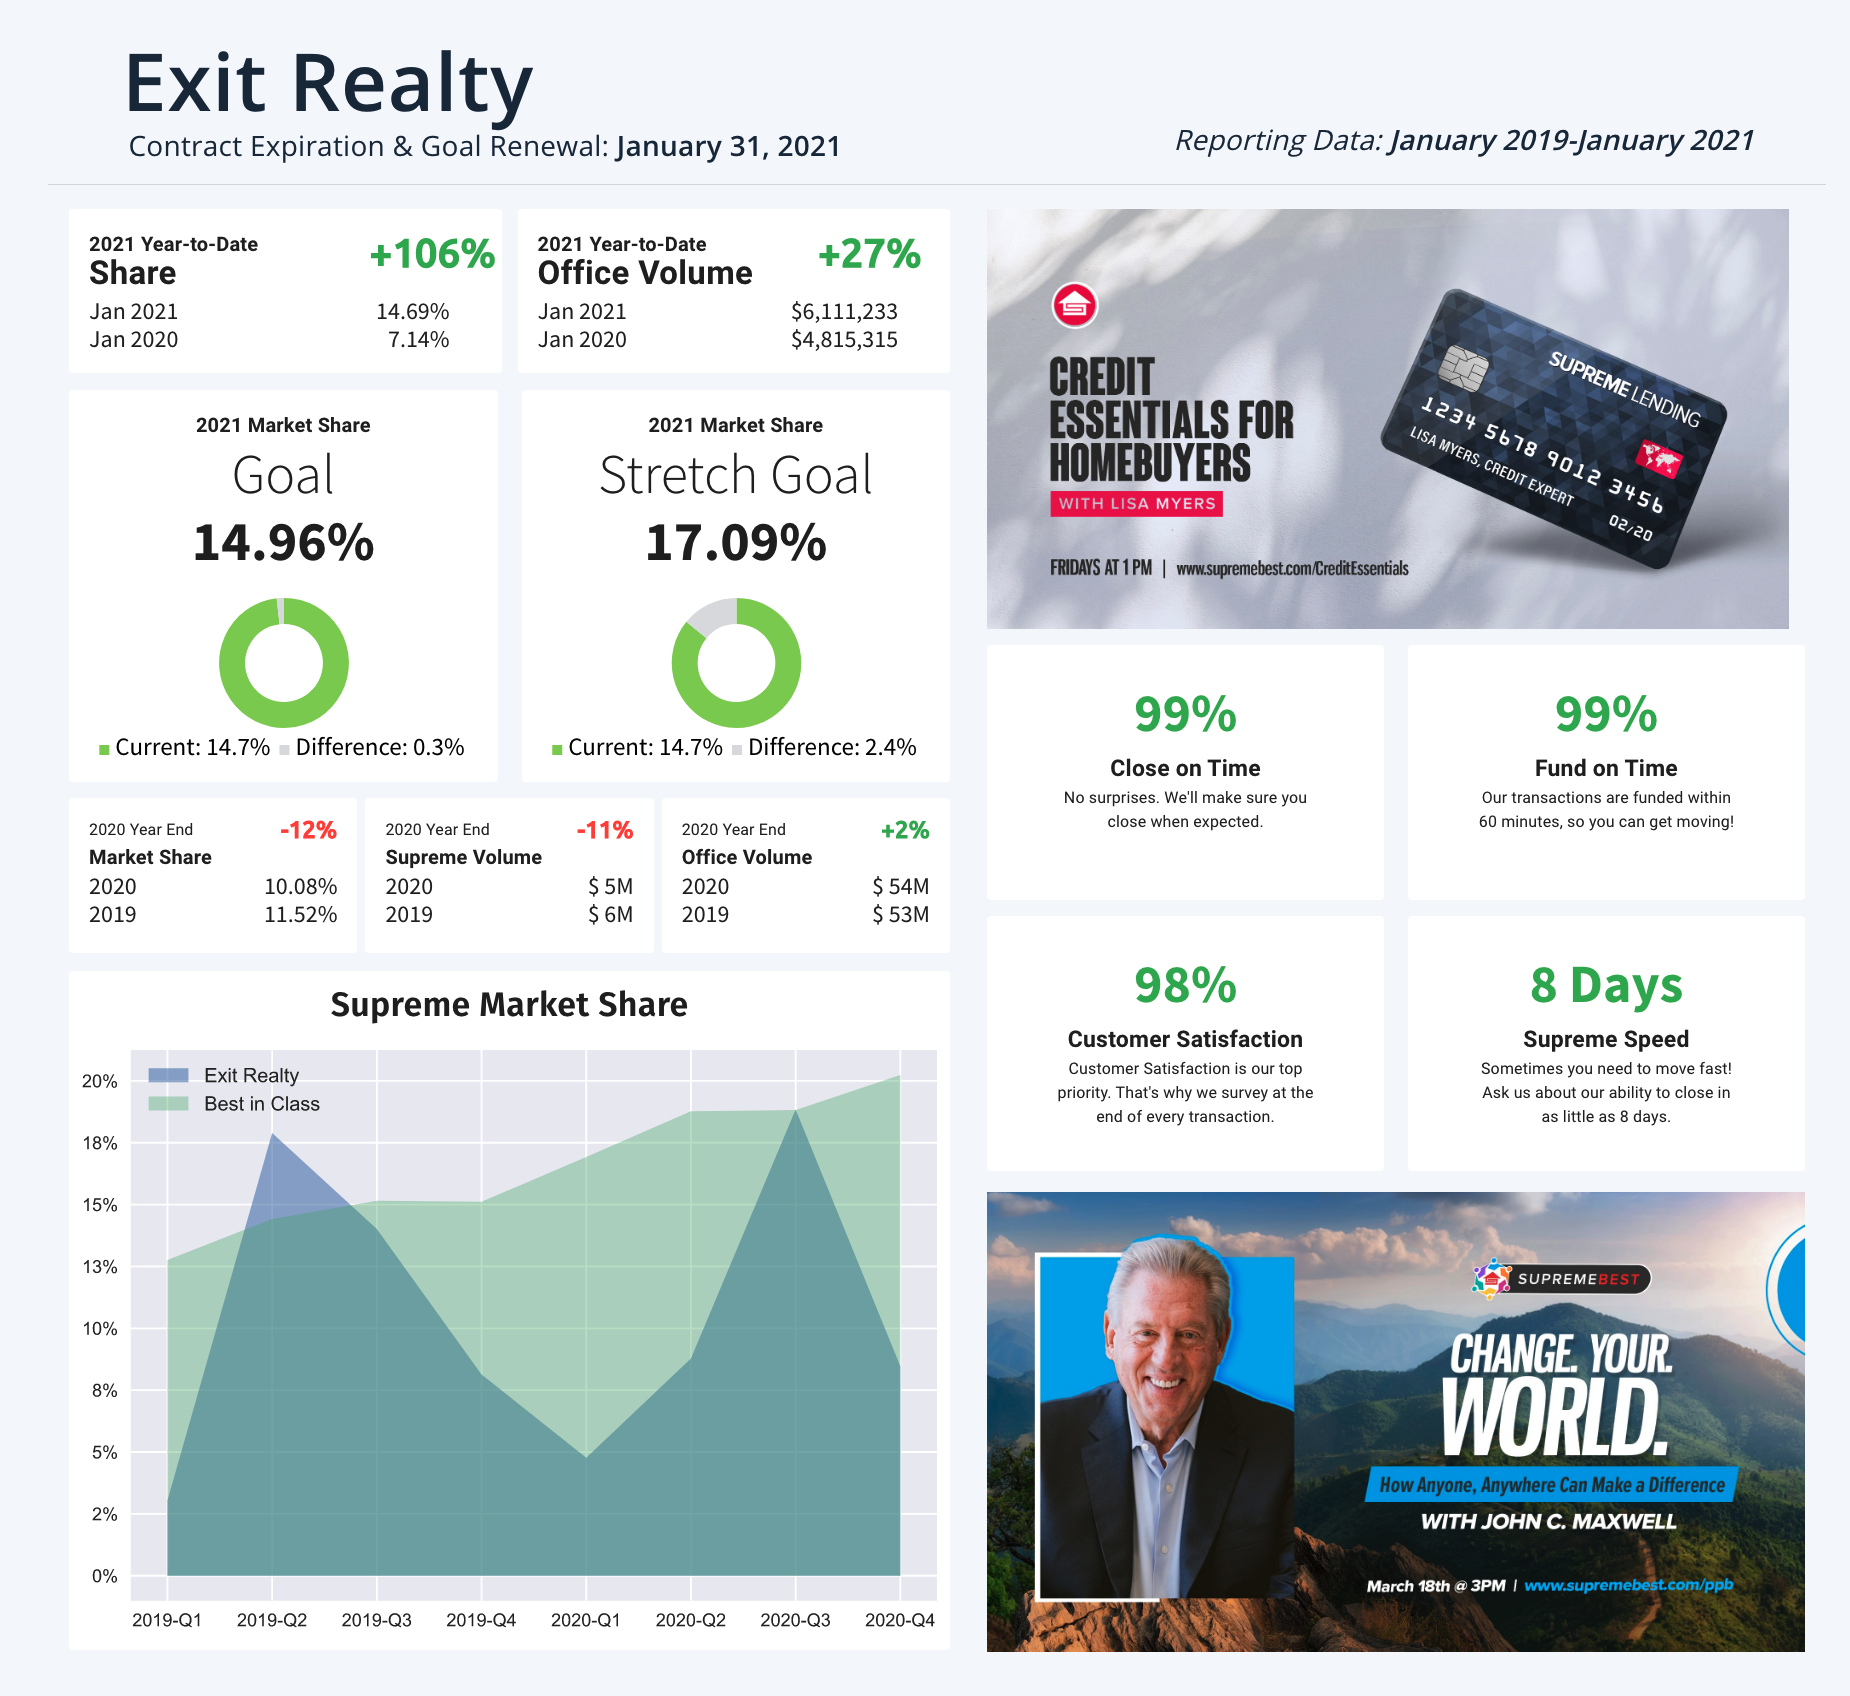 Exit Realty
Contract Expiration & Goal Renewal: January 31, 2021
Reporting Data: January 2019-January 2021
2021 Year-to-Date
Share
+106%
Jan 2021 14.69%
Jan 2020 7.14%
2021 Year-to-Date
Office Volume
+27%
Jan 2021 $6,111,233
Jan 2020 $4,815,315
2021 Market Share
Goal
14.96%
Current: 14.7% Difference: 0.3%
2021 Market Share
Stretch Goal
17.09%
Current: 14.7% Difference: 2.4%
2020 Year End -12%
Market Share
2020 10.08%
2019 11.52%
2020 Year End -11%
Supreme Volume
2020 $ 5M
2019 $ 6M
2020 Year End +2%
Office Volume
2020 $ 54M
2019 $ 53M
Supreme Market Share
Exit Realty
Best in Class
20%
18%
15%
13%
10%
8%
5%
2%
0%
2019-Q1 2019-Q2 2019-Q3 2019-Q4 2020-Q1 2020-Q2 2020-Q3 2020-Q4
CREDIT
ESSENTIALS FOR
HOMEBUYERS
WITH LISA MYERS
FRIDAYS AT 1 PM | www.supremebest.com/CreditEssentials
SUPREME LENDING
1234 5678 9012 3456
LISA MYERS, CREDIT EXPERT
02/20
99%
Close on Time
No surprises. We'll make sure you
close when expected.
99%
Fund on Time
Our transactions are funded within
60 minutes, so you can get moving!
98%
Customer Satisfaction
Customer Satisfaction is our top
priority. That's why we survey at the
end of every transaction.
8 Days
Supreme Speed
Sometimes you need to move fast!
Ask us about our ability to close in
as little as 8 days.
SUPREMEBEST
CHANGE. YOUR.
WORLD.
How Anyone, Anywhere Can Make a Difference
WITH JOHN C. MAXWELL
March 18th @ 3PM | www.supremebest.com/ppb